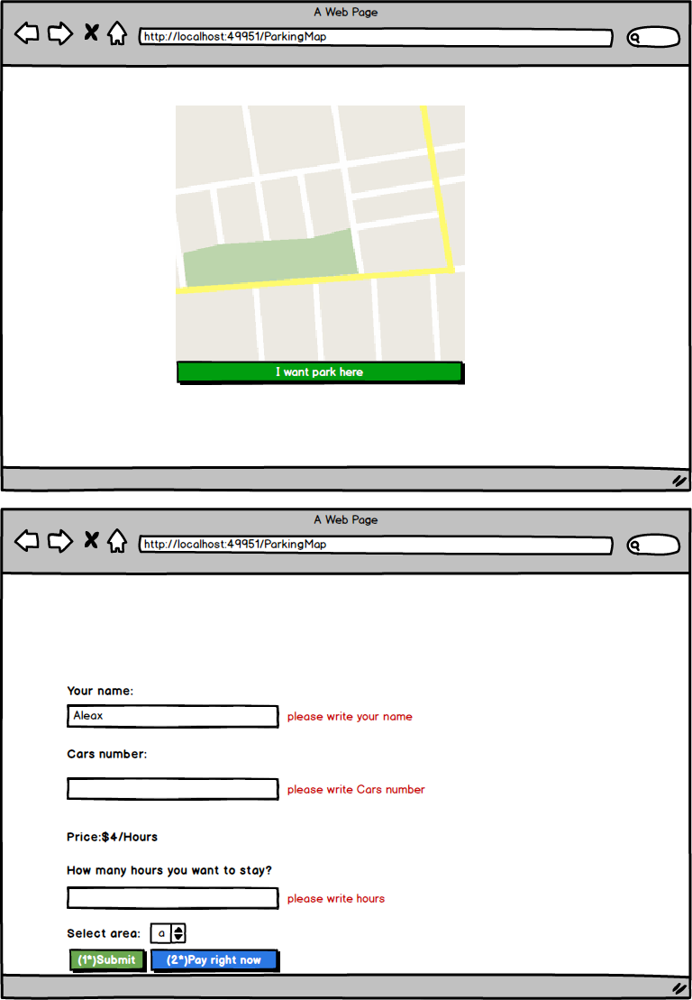 A Web Page
http://localhost:49951/ParkingMap
I want park here
A Web Page
http://localhost:49951/ParkingMap
Your name:
Aleax please write your name
Cars number:
please write Cars number
Price:$4/Hours
How many hours you want to stay?
please write hours
Select area: a
(1*)Submit (2*)Pay right now